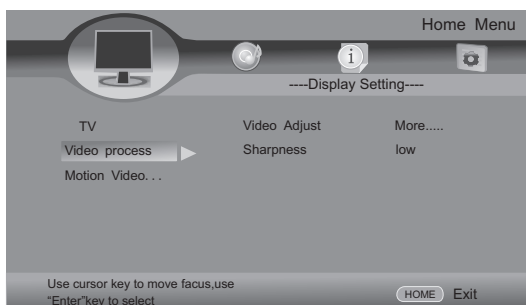 Home Menu
----Display Setting----
TV
Video Adjust More.....
Video process Sharpness low
Motion Video. . .
Use cursor key to move facus,use
“Enter”key to select
HOME Exit